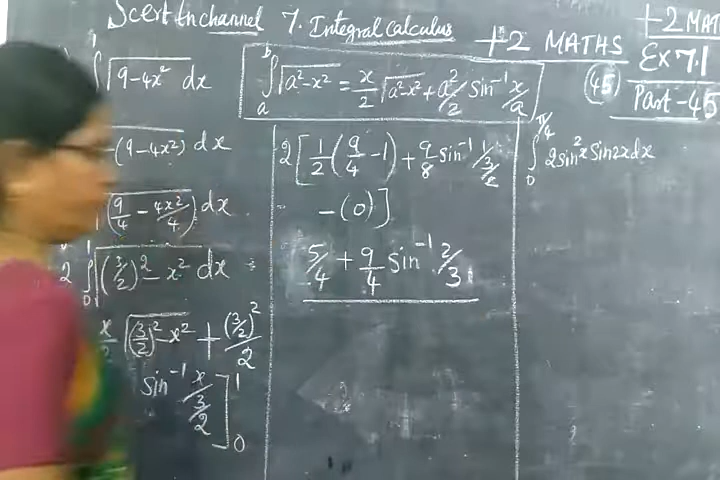 Scert Tn channel 7. Integral calculus
+2 MATHS
+2 MAT
Ex 7.1
(45)
Part-45
∫ₐᵇ √a²-x² = x/2 √a²-x² + a²/2 sin⁻¹ x/a
1
∫ √9-4x² dx
-(9-4x²) dx
(9/4 - 4x²/4) dx
2 ∫₀¹ √(3/2)² - x² dx
x/2 √(3/2)² - x² + (3/2)²/2
sin⁻¹ x/(3/2) ]₀¹
2 [ 1/2 (9/4 - 1) + 9/8 sin⁻¹ 1/(3/2)
-(0) ]
5/4 + 9/4 sin⁻¹ 2/3
∫₀^(π/4) 2sin²x sin2x dx